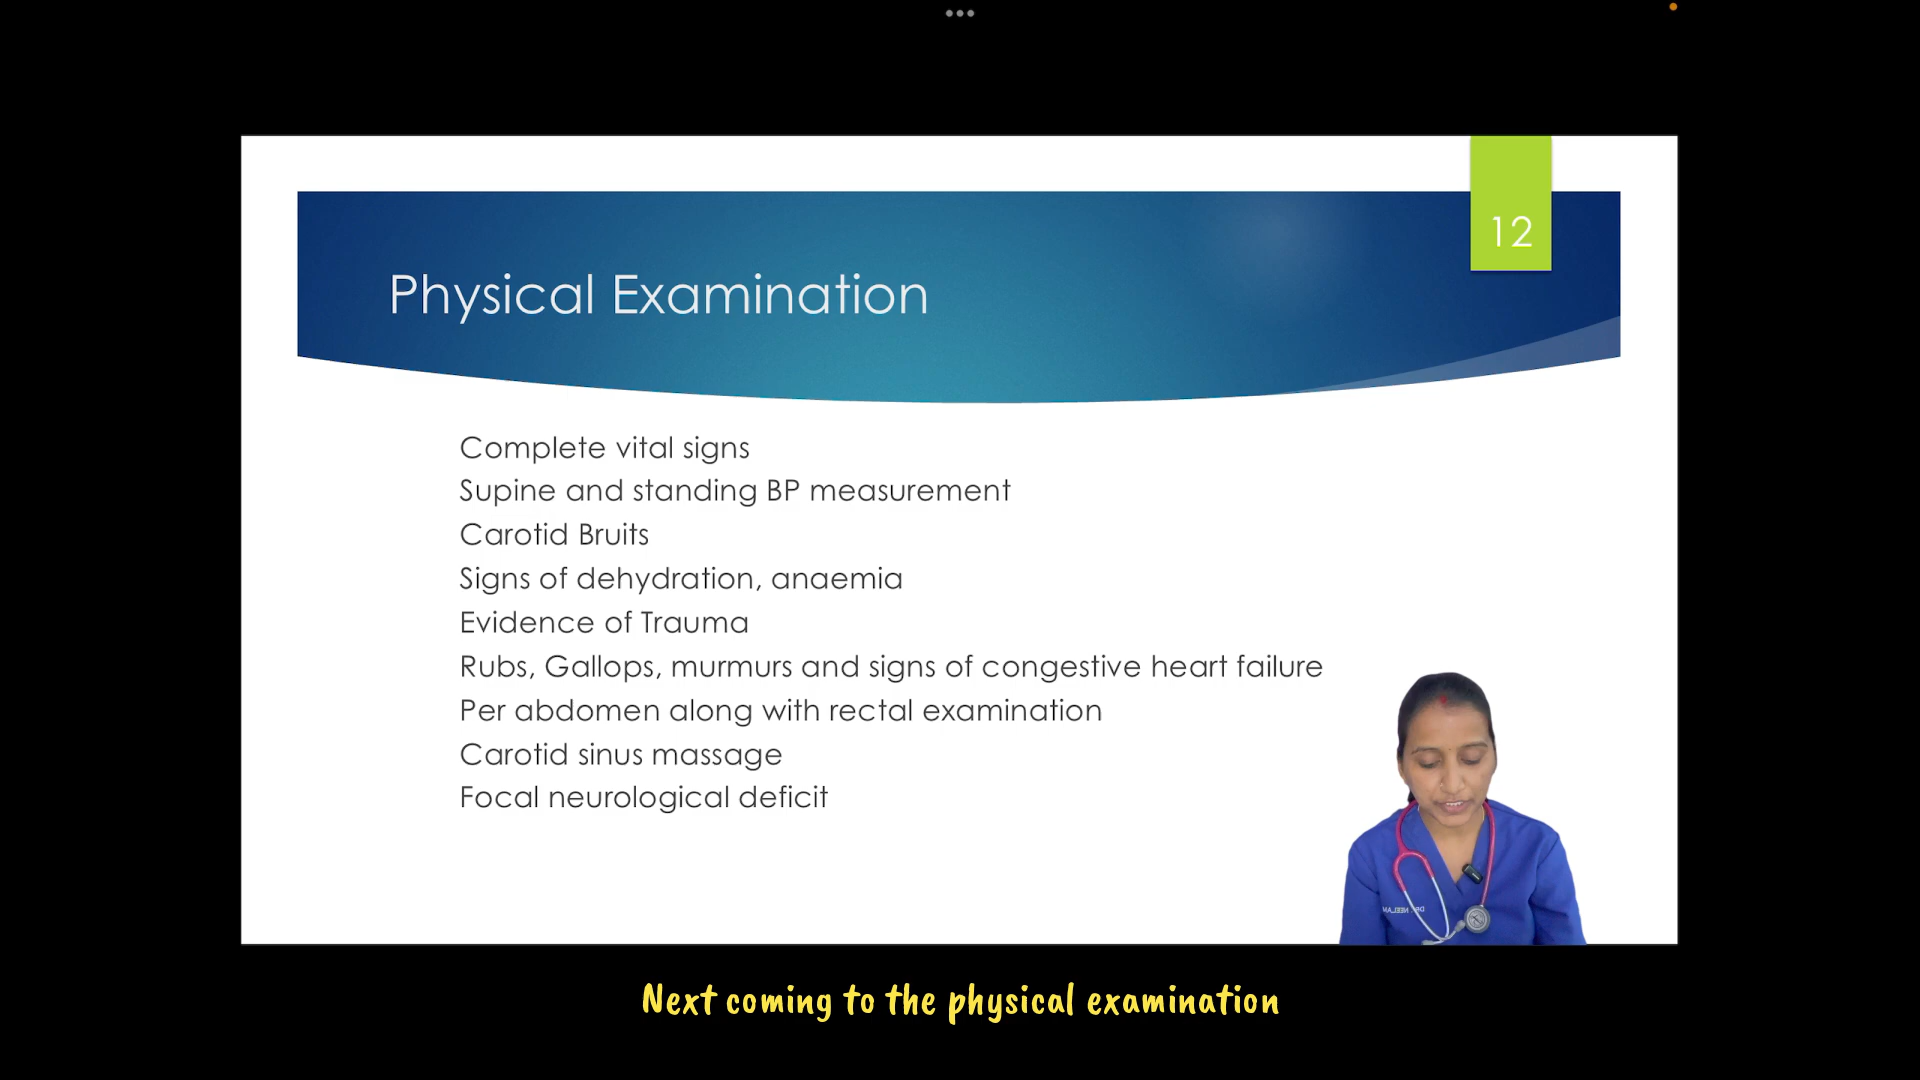 12
Physical Examination
Complete vital signs
Supine and standing BP measurement
Carotid Bruits
Signs of dehydration, anaemia
Evidence of Trauma
Rubs, Gallops, murmurs and signs of congestive heart failure
Per abdomen along with rectal examination
Carotid sinus massage
Focal neurological deficit
Next coming to the physical examination